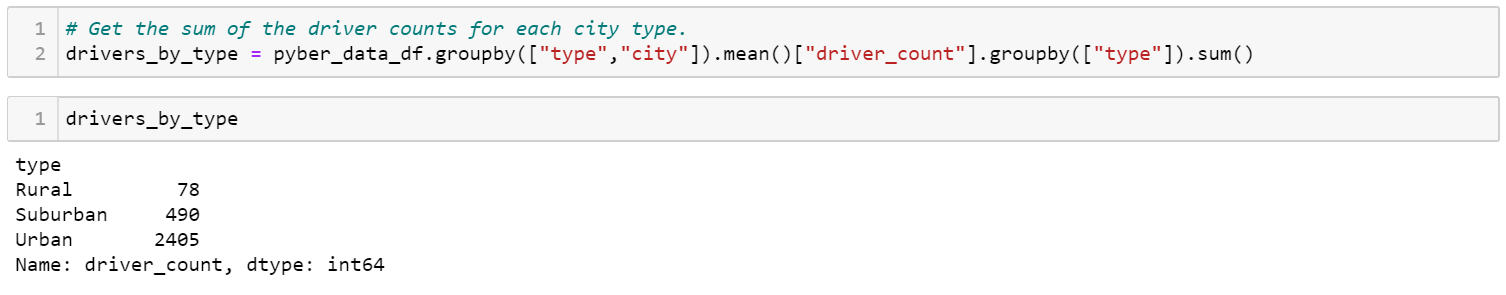 1 # Get the sum of the driver counts for each city type.
2 drivers_by_type = pyber_data_df.groupby(["type","city"]).mean()["driver_count"].groupby(["type"]).sum()
1 drivers_by_type
type
Rural 78
Suburban 490
Urban 2405
Name: driver_count, dtype: int64